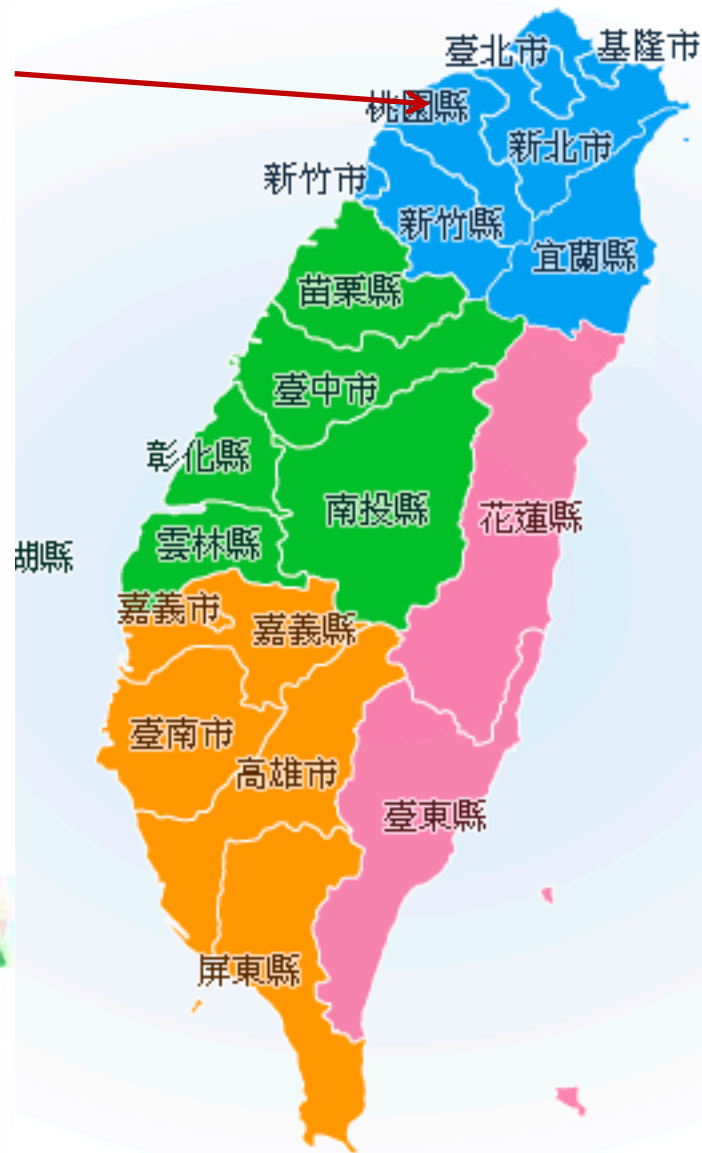 臺北市
基隆市
桃園縣
新北市
新竹市
新竹縣
宜蘭縣
苗栗縣
臺中市
彰化縣
南投縣
花蓮縣
雲林縣
湖縣
嘉義市
嘉義縣
臺南市
高雄市
臺東縣
屏東縣